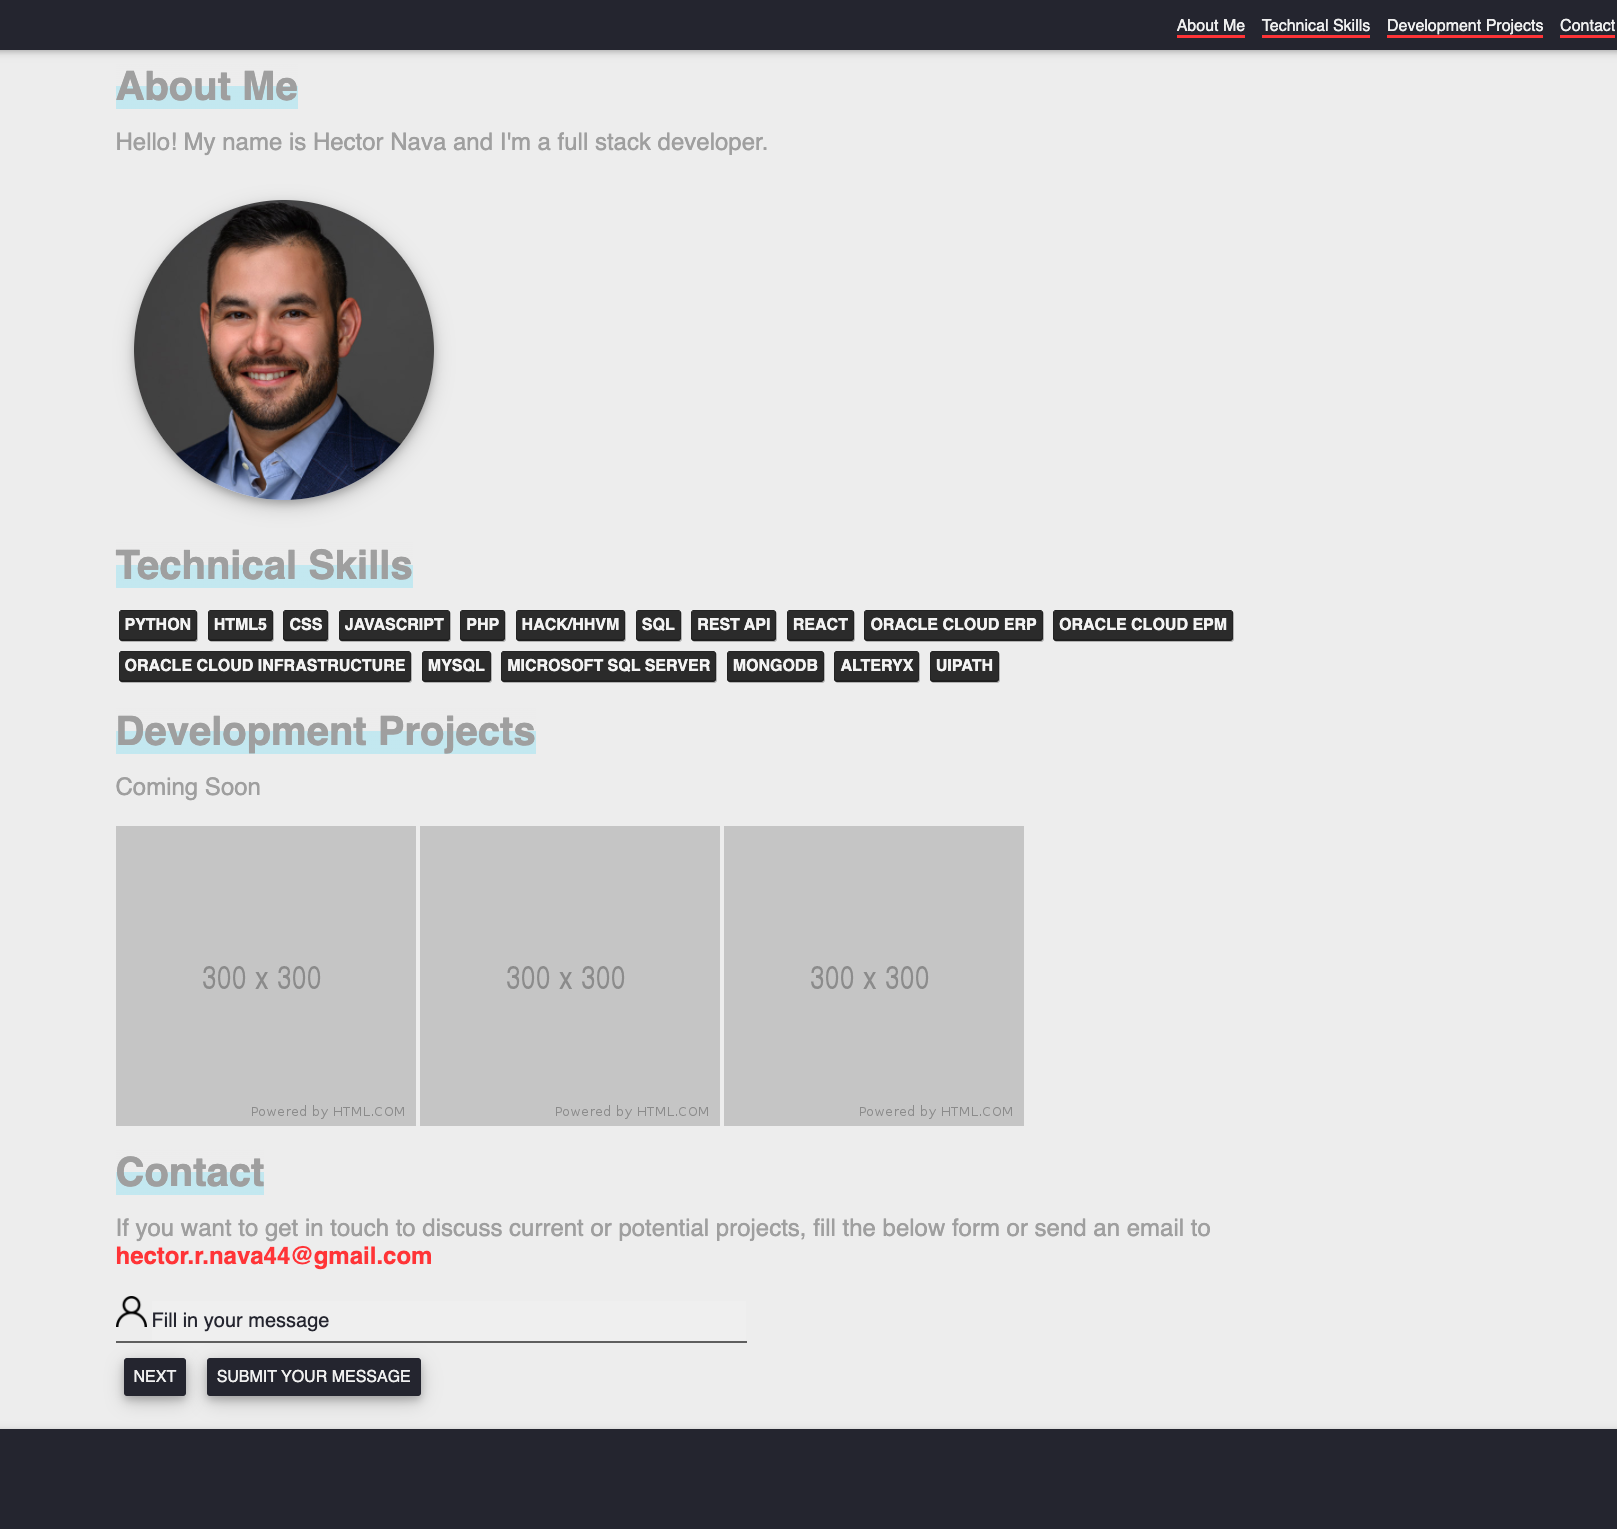 About Me Technical Skills Development Projects Contact
About Me
Hello! My name is Hector Nava and I'm a full stack developer.
Technical Skills
PYTHON HTML5 CSS JAVASCRIPT PHP HACK/HHVM SQL REST API REACT ORACLE CLOUD ERP ORACLE CLOUD EPM
ORACLE CLOUD INFRASTRUCTURE MYSQL MICROSOFT SQL SERVER MONGODB ALTERYX UIPATH
Development Projects
Coming Soon
300 x 300 300 x 300 300 x 300
Powered by HTML.COM Powered by HTML.COM Powered by HTML.COM
Contact
If you want to get in touch to discuss current or potential projects, fill the below form or send an email to
hector.r.nava44@gmail.com
Fill in your message
NEXT SUBMIT YOUR MESSAGE